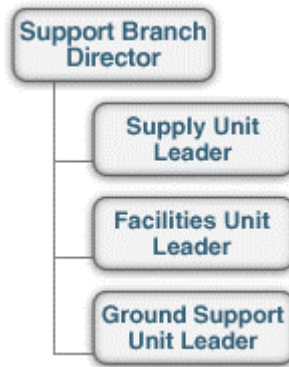 Support Branch
Director
Supply Unit
Leader
Facilities Unit
Leader
Ground Support
Unit Leader